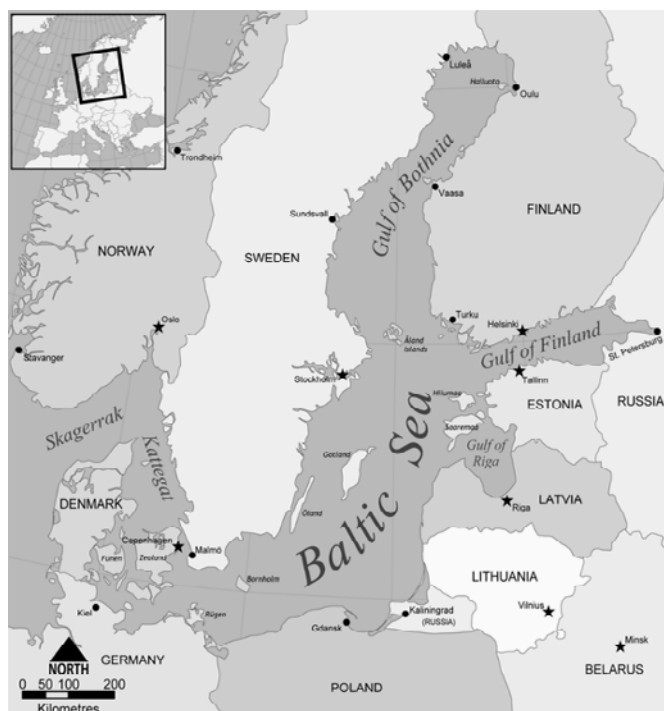 Luleå
Hailuoto
Oulu
Trondheim
Gulf of Bothnia
Vaasa
Sundsvall
FINLAND
NORWAY
SWEDEN
Oslo
Turku
Helsinki
Åland
Islands
Gulf of Finland
St. Petersburg
Stavanger
Stockholm
Tallinn
Hiiumaa
ESTONIA
RUSSIA
Skagerrak
Saaremaa
Kattegat
Gulf of
Riga
Gotland
Baltic Sea
DENMARK
Öland
Riga
LATVIA
Copenhagen
Malmö
Funen
Zealand
LITHUANIA
Bornholm
Kiel
Rügen
Gdansk
Kaliningrad
(RUSSIA)
Vilnius
Minsk
NORTH
GERMANY
BELARUS
POLAND
0 50 100 200
Kilometres